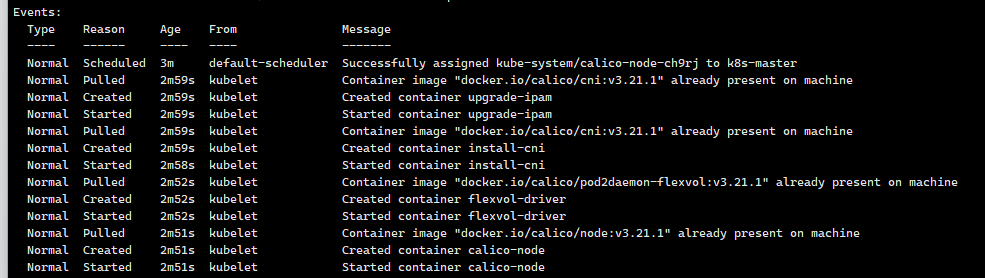 Events:
Type Reason Age From Message
---- ------ ---- ---- -------
Normal Scheduled 3m default-scheduler Successfully assigned kube-system/calico-node-ch9rj to k8s-master
Normal Pulled 2m59s kubelet Container image "docker.io/calico/cni:v3.21.1" already present on machine
Normal Created 2m59s kubelet Created container upgrade-ipam
Normal Started 2m59s kubelet Started container upgrade-ipam
Normal Pulled 2m59s kubelet Container image "docker.io/calico/cni:v3.21.1" already present on machine
Normal Created 2m59s kubelet Created container install-cni
Normal Started 2m58s kubelet Started container install-cni
Normal Pulled 2m52s kubelet Container image "docker.io/calico/pod2daemon-flexvol:v3.21.1" already present on machine
Normal Created 2m52s kubelet Created container flexvol-driver
Normal Started 2m52s kubelet Started container flexvol-driver
Normal Pulled 2m51s kubelet Container image "docker.io/calico/node:v3.21.1" already present on machine
Normal Created 2m51s kubelet Created container calico-node
Normal Started 2m51s kubelet Started container calico-node